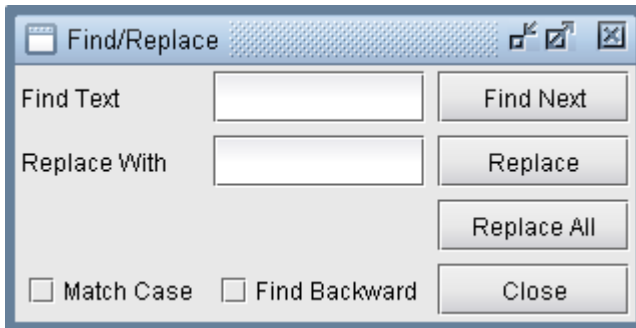 Find/Replace
Find Text Find Next
Replace With Replace
Replace All
Match Case Find Backward Close